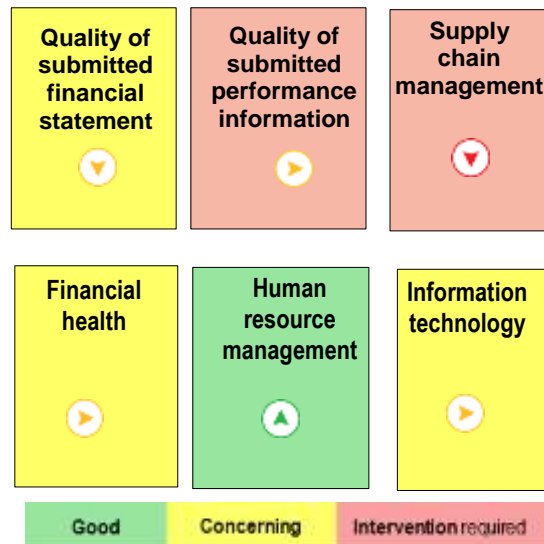 Quality of
submitted
financial
statement
Quality of
submitted
performance
information
Supply
chain
management
Financial
health
Human
resource
management
Information
technology
Good
Concerning
Intervention required